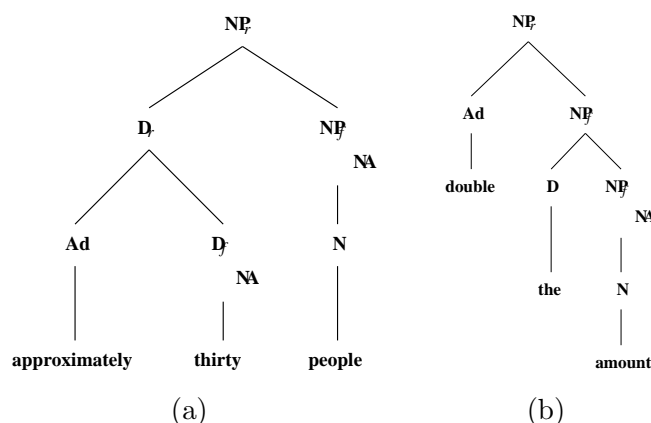 NPr NPr
Dr NPf Ad NPf
NA
double D NPf
Ad Df N NA
NA
the N
approximately thirty people amount
(a) (b)